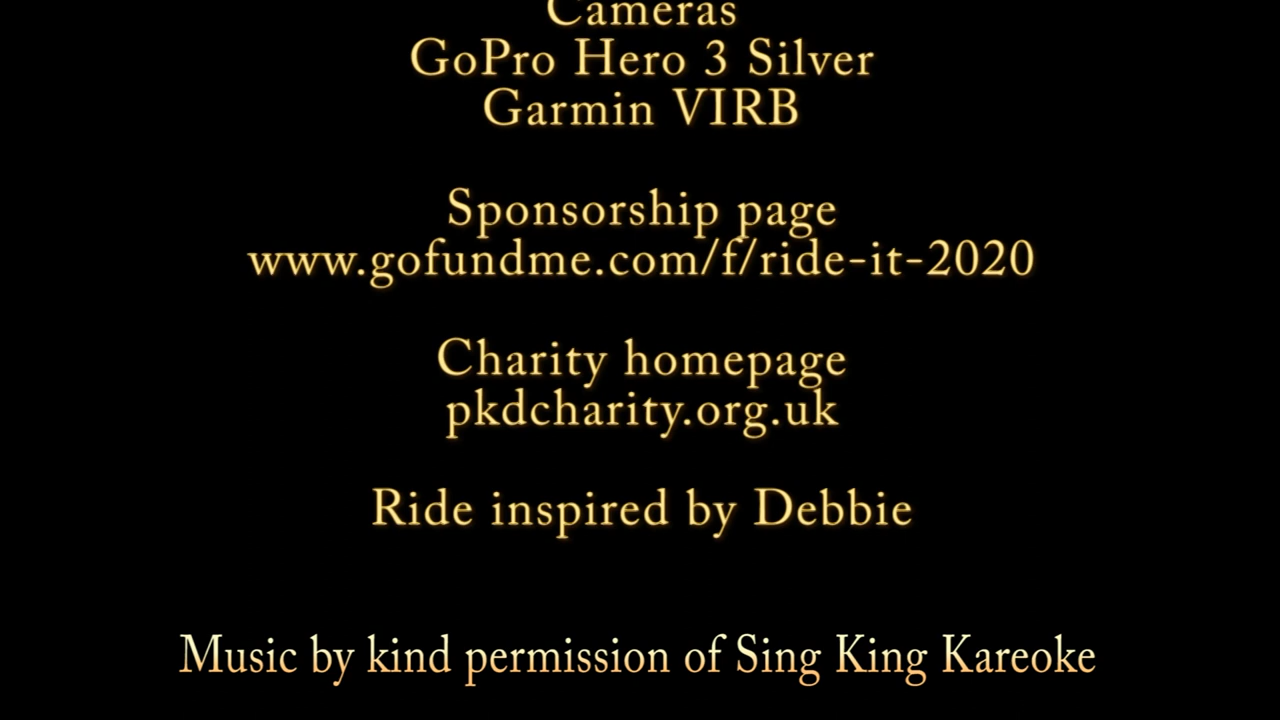 Cameras
GoPro Hero 3 Silver
Garmin VIRB
Sponsorship page
www.gofundme.com/f/ride-it-2020
Charity homepage
pkdcharity.org.uk
Ride inspired by Debbie
Music by kind permission of Sing King Kareoke